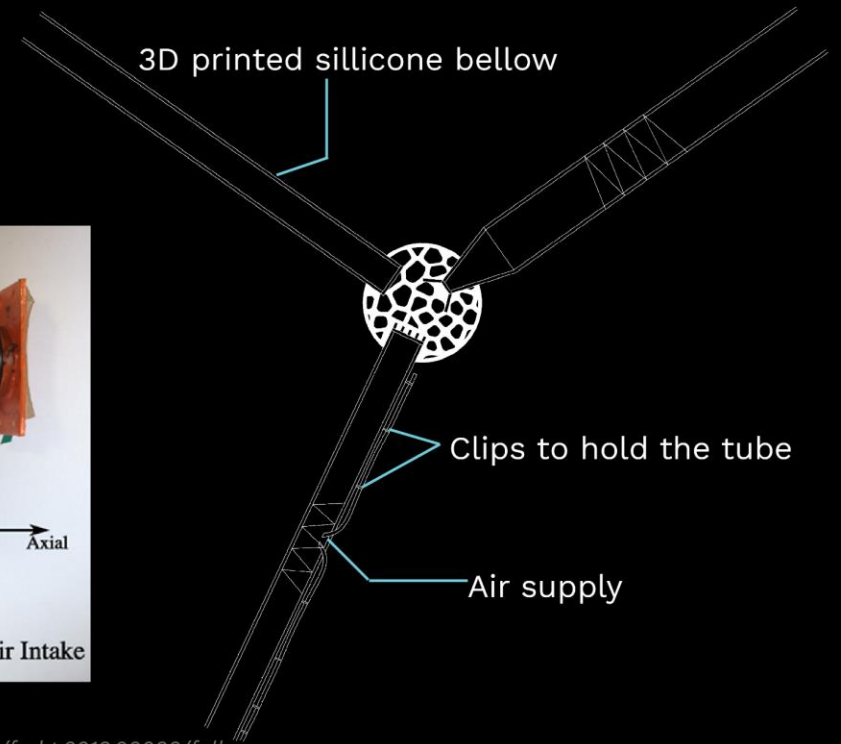 3D printed sillicone bellow
Clips to hold the tube
Axial
Air supply
ir Intake